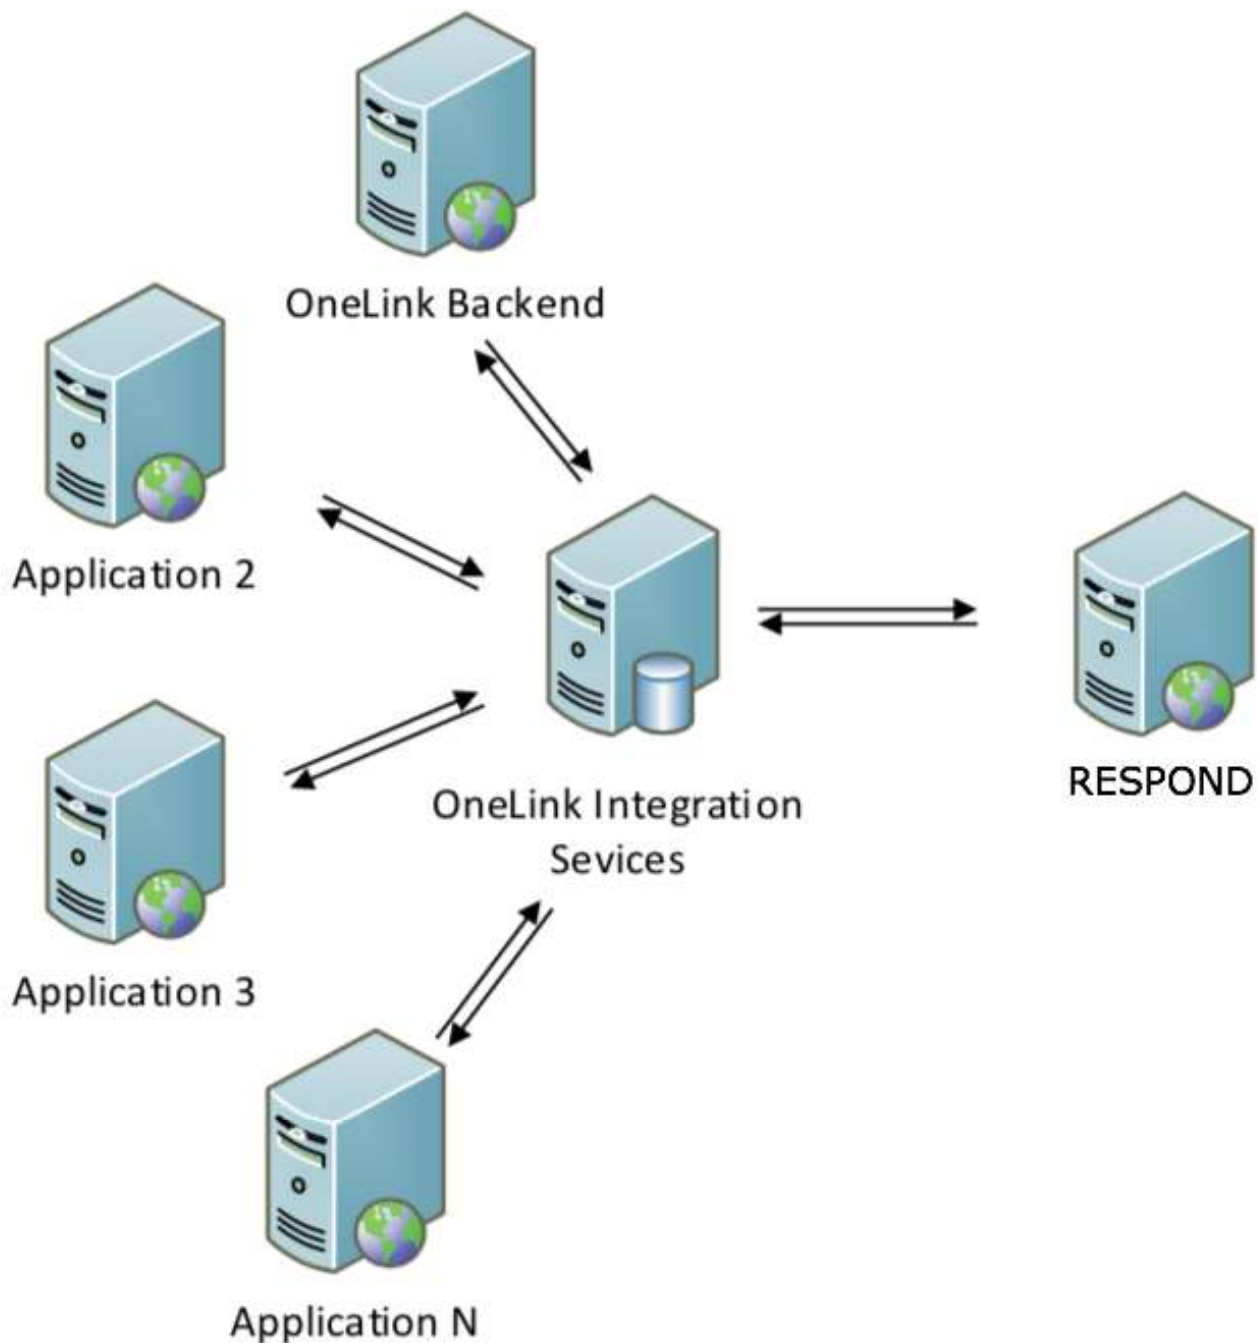 OneLink Backend
Application 2
OneLink Integration
Sevices
RESPOND
Application 3
Application N